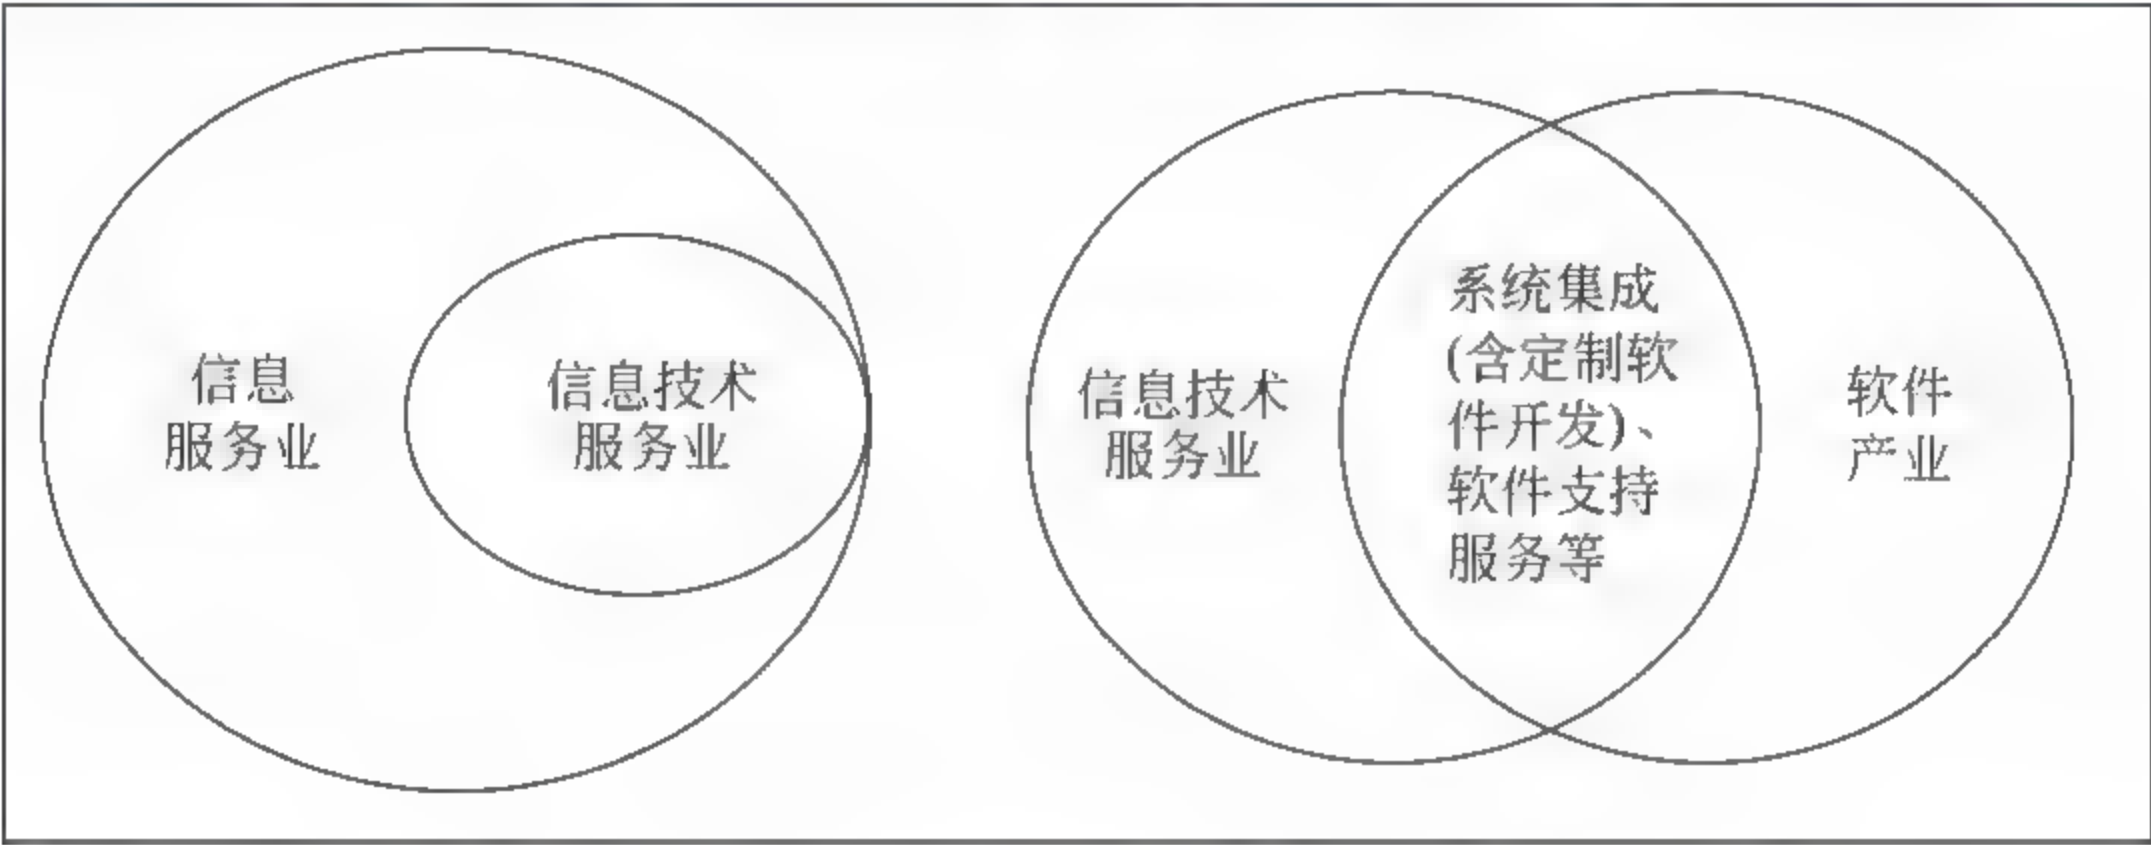 信息
服务业
信息技术
服务业
信息技术
服务业
系统集成
(含定制软
件开发)、
软件支持
服务等
软件
产业